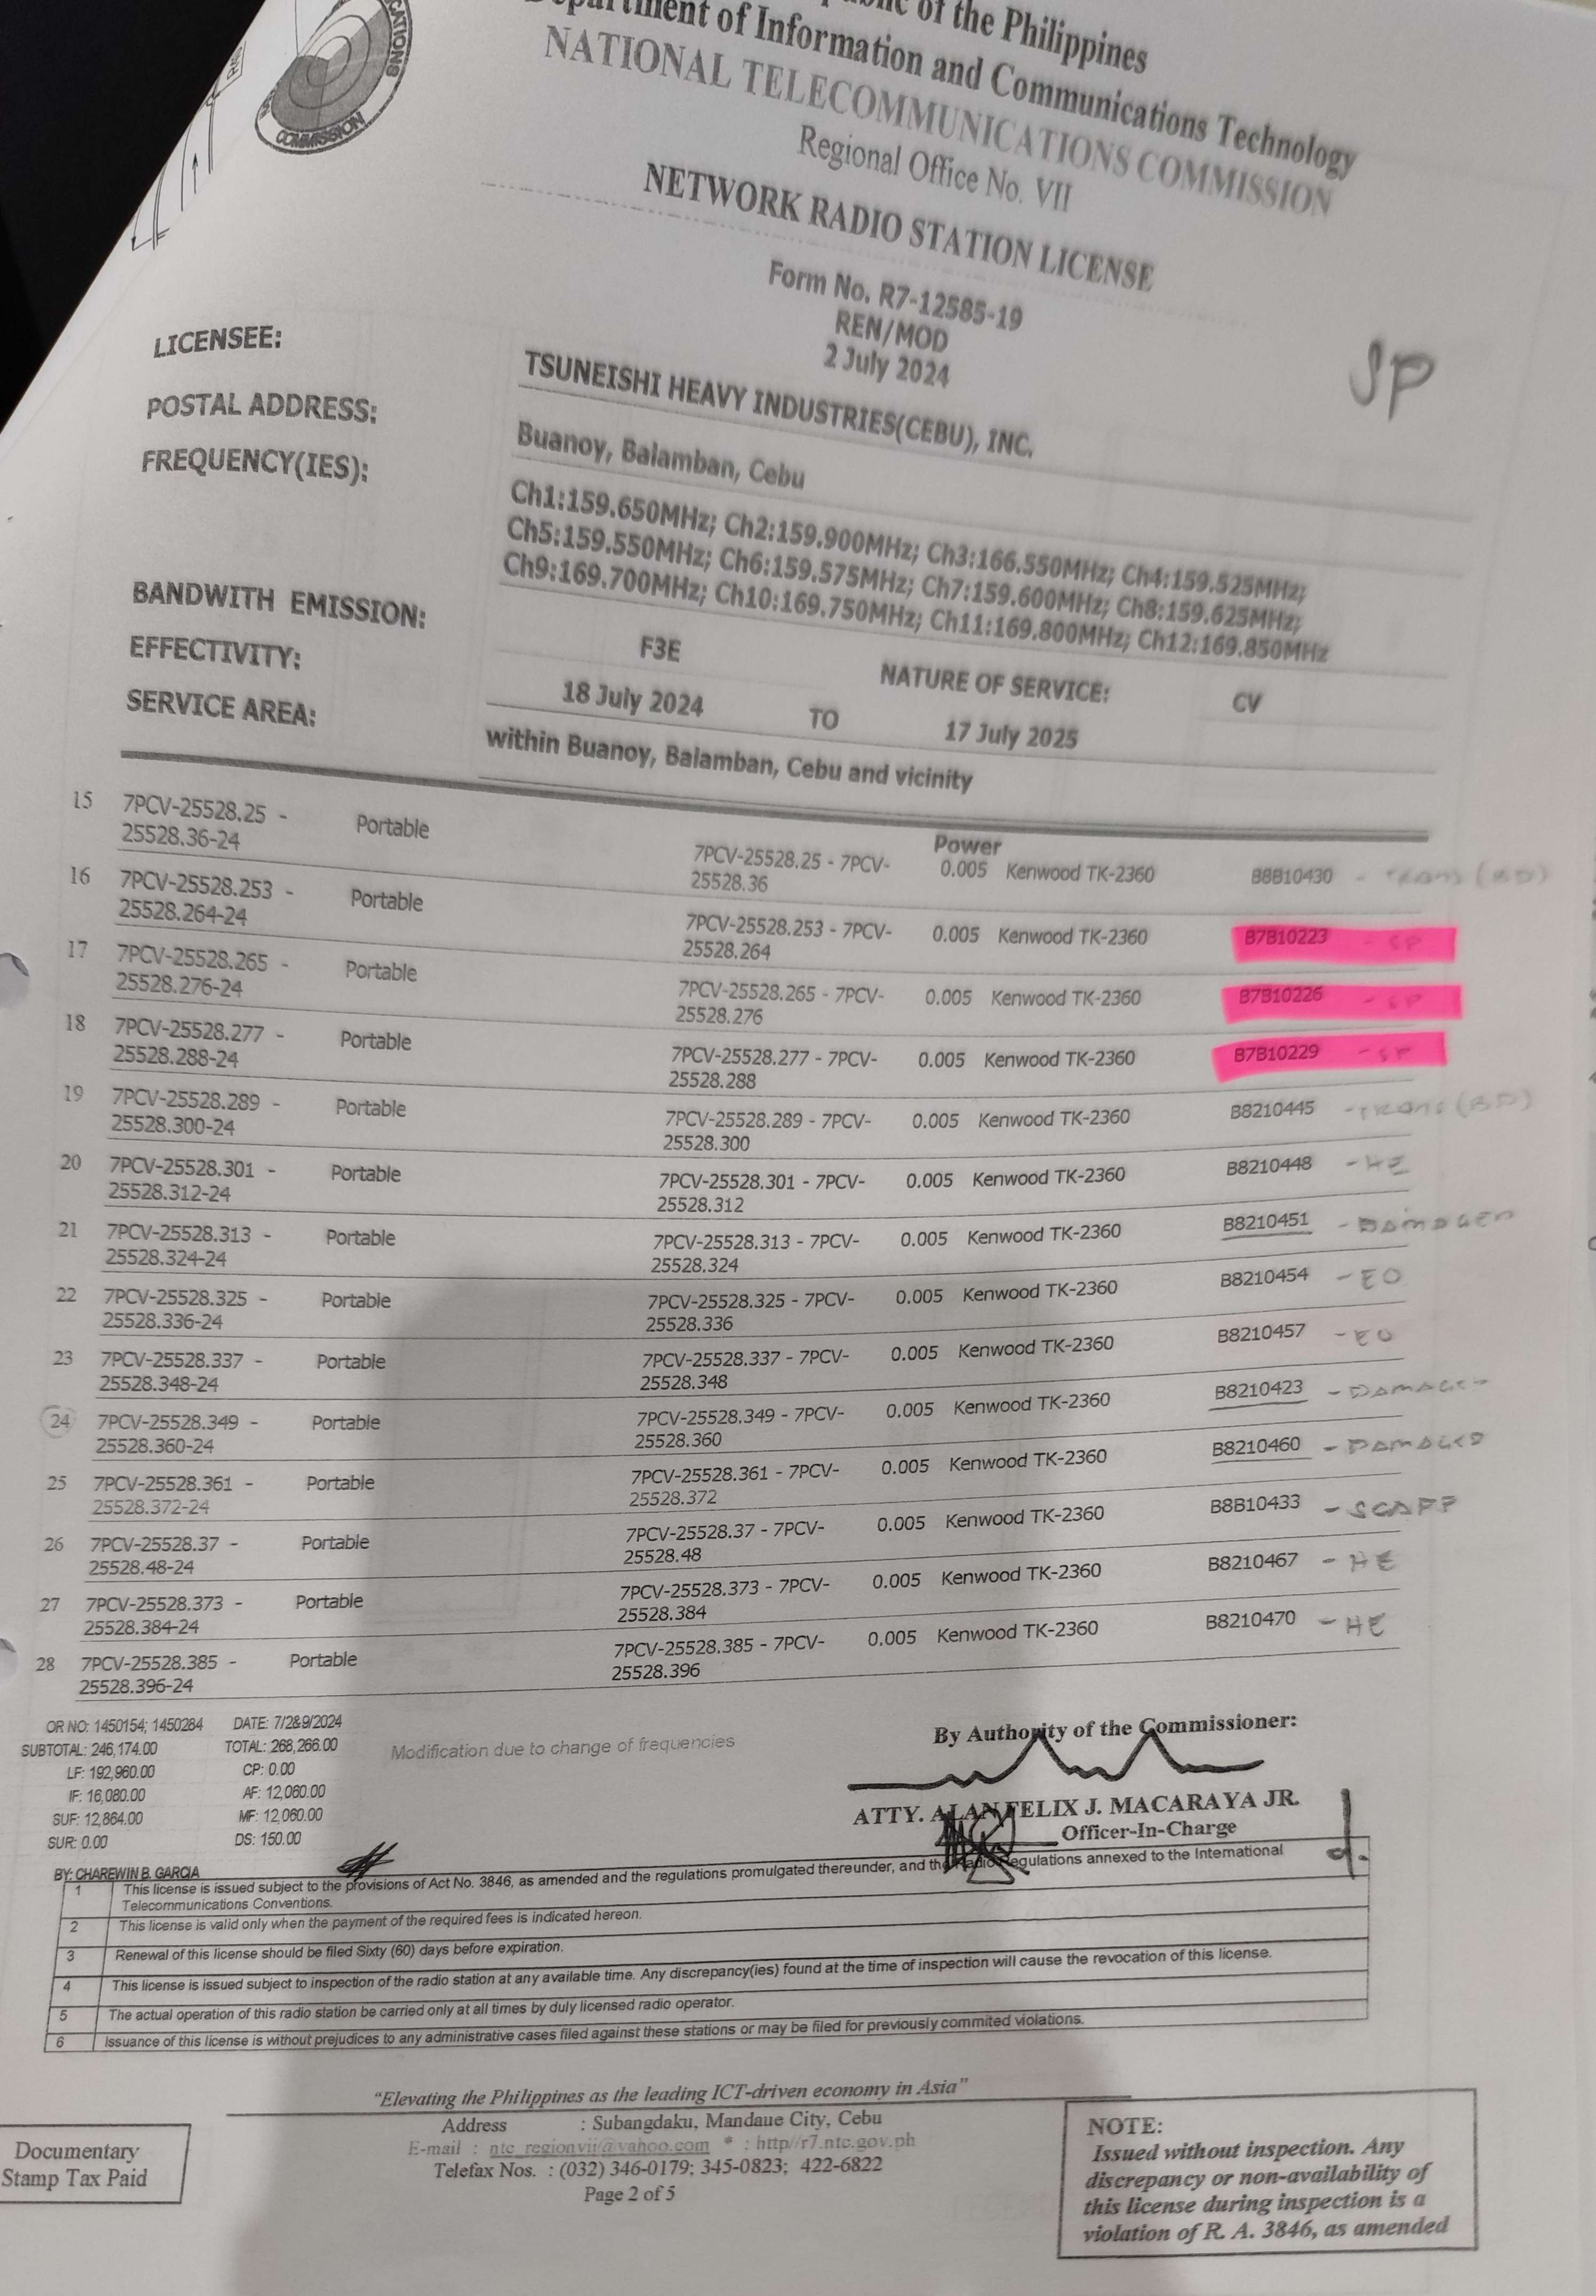 CATIONS
COMMISSION
Republic of the Philippines
Department of Information and Communications Technology
NATIONAL TELECOMMUNICATIONS COMMISSION
Regional Office No. VII
NETWORK RADIO STATION LICENSE
Form No. R7-12585-19
REN/MOD
2 July 2024
SP
LICENSEE: TSUNEISHI HEAVY INDUSTRIES(CEBU), INC.
POSTAL ADDRESS: Buanoy, Balamban, Cebu
FREQUENCY(IES): Ch1:159.650MHz; Ch2:159.900MHz; Ch3:166.550MHz; Ch4:159.525MHz;
Ch5:159.550MHz; Ch6:159.575MHz; Ch7:159.600MHz; Ch8:159.625MHz;
Ch9:169.700MHz; Ch10:169.750MHz; Ch11:169.800MHz; Ch12:169.850MHz
BANDWITH EMISSION: F3E NATURE OF SERVICE: CV
EFFECTIVITY: 18 July 2024 TO 17 July 2025
SERVICE AREA: within Buanoy, Balamban, Cebu and vicinity
Power
15 7PCV-25528.25 - Portable 7PCV-25528.25 - 7PCV- 0.005 Kenwood TK-2360 B8B10430 - TRANS (BD)
25528.36-24 25528.36
16 7PCV-25528.253 - Portable 7PCV-25528.253 - 7PCV- 0.005 Kenwood TK-2360 B7B10223 - SP
25528.264-24 25528.264
17 7PCV-25528.265 - Portable 7PCV-25528.265 - 7PCV- 0.005 Kenwood TK-2360 B7B10226 - SP
25528.276-24 25528.276
18 7PCV-25528.277 - Portable 7PCV-25528.277 - 7PCV- 0.005 Kenwood TK-2360 B7B10229 - SP
25528.288-24 25528.288
19 7PCV-25528.289 - Portable 7PCV-25528.289 - 7PCV- 0.005 Kenwood TK-2360 B8210445 - TRANS (BD)
25528.300-24 25528.300
20 7PCV-25528.301 - Portable 7PCV-25528.301 - 7PCV- 0.005 Kenwood TK-2360 B8210448 - HE
25528.312-24 25528.312
21 7PCV-25528.313 - Portable 7PCV-25528.313 - 7PCV- 0.005 Kenwood TK-2360 B8210451 - DAMAGED
25528.324-24 25528.324
22 7PCV-25528.325 - Portable 7PCV-25528.325 - 7PCV- 0.005 Kenwood TK-2360 B8210454 - EO
25528.336-24 25528.336
23 7PCV-25528.337 - Portable 7PCV-25528.337 - 7PCV- 0.005 Kenwood TK-2360 B8210457 - EO
25528.348-24 25528.348
24 7PCV-25528.349 - Portable 7PCV-25528.349 - 7PCV- 0.005 Kenwood TK-2360 B8210423 - DAMAGED
25528.360-24 25528.360
25 7PCV-25528.361 - Portable 7PCV-25528.361 - 7PCV- 0.005 Kenwood TK-2360 B8210460 - DAMAGED
25528.372-24 25528.372
26 7PCV-25528.37 - Portable 7PCV-25528.37 - 7PCV- 0.005 Kenwood TK-2360 B8B10433 - SCAFF
25528.48-24 25528.48
27 7PCV-25528.373 - Portable 7PCV-25528.373 - 7PCV- 0.005 Kenwood TK-2360 B8210467 - HE
25528.384-24 25528.384
28 7PCV-25528.385 - Portable 7PCV-25528.385 - 7PCV- 0.005 Kenwood TK-2360 B8210470 - HE
25528.396-24 25528.396
OR NO: 1450154; 1450284 DATE: 7/2&9/2024
SUBTOTAL: 246,174.00 TOTAL: 268,266.00
LF: 192,960.00 CP: 0.00
IF: 16,080.00 AF: 12,060.00
SUF: 12,864.00 MF: 12,060.00
SUR: 0.00 DS: 150.00
BY: CHAREWIN B. GARCIA
Modification due to change of frequencies
By Authority of the Commissioner:
ATTY. ALAN FELIX J. MACARAYA JR.
Officer-In-Charge
1 This license is issued subject to the provisions of Act No. 3846, as amended and the regulations promulgated thereunder, and the Radio Regulations annexed to the International
Telecommunications Conventions.
2 This license is valid only when the payment of the required fees is indicated hereon.
3 Renewal of this license should be filed Sixty (60) days before expiration.
4 This license is issued subject to inspection of the radio station at any available time. Any discrepancy(ies) found at the time of inspection will cause the revocation of this license.
5 The actual operation of this radio station be carried only at all times by duly licensed radio operator.
6 Issuance of this license is without prejudices to any administrative cases filed against these stations or may be filed for previously commited violations.
"Elevating the Philippines as the leading ICT-driven economy in Asia"
Address : Subangdaku, Mandaue City, Cebu
E-mail : ntc_regionvii@yahoo.com * : http//r7.ntc.gov.ph
Telefax Nos. : (032) 346-0179; 345-0823; 422-6822
Page 2 of 5
Documentary
Stamp Tax Paid
NOTE:
Issued without inspection. Any
discrepancy or non-availability of
this license during inspection is a
violation of R. A. 3846, as amended